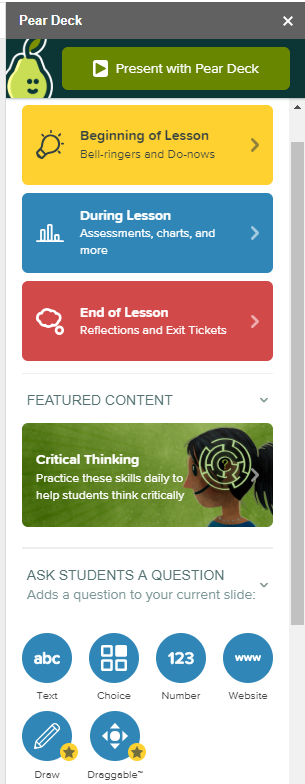 Pear Deck
Present with Pear Deck
Beginning of Lesson
Bell-ringers and Do-nows
During Lesson
Assessments, charts, and
more
End of Lesson
Reflections and Exit Tickets
FEATURED CONTENT
Critical Thinking
Practice these skills daily to
help students think critically
ASK STUDENTS A QUESTION
Adds a question to your current slide:
abc 123 www
Text Choice Number Website
Draw Draggable™